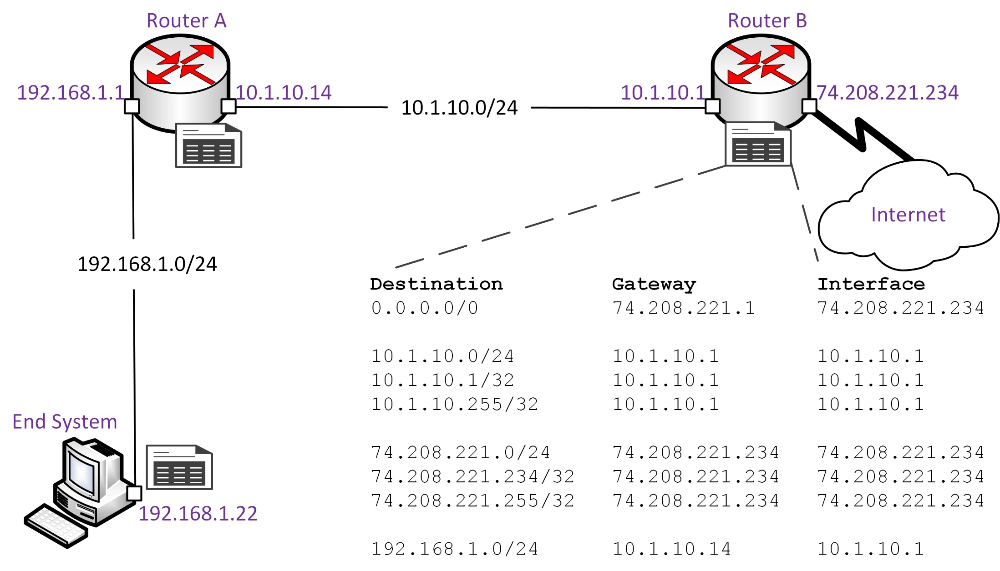 Router A
Router B
192.168.1.1
10.1.10.14
10.1.10.0/24
10.1.10.1
74.208.221.234
Internet
192.168.1.0/24
End System
192.168.1.22
Destination Gateway Interface
0.0.0.0/0 74.208.221.1 74.208.221.234
10.1.10.0/24 10.1.10.1 10.1.10.1
10.1.10.1/32 10.1.10.1 10.1.10.1
10.1.10.255/32 10.1.10.1 10.1.10.1
74.208.221.0/24 74.208.221.234 74.208.221.234
74.208.221.234/32 74.208.221.234 74.208.221.234
74.208.221.255/32 74.208.221.234 74.208.221.234
192.168.1.0/24 10.1.10.14 10.1.10.1